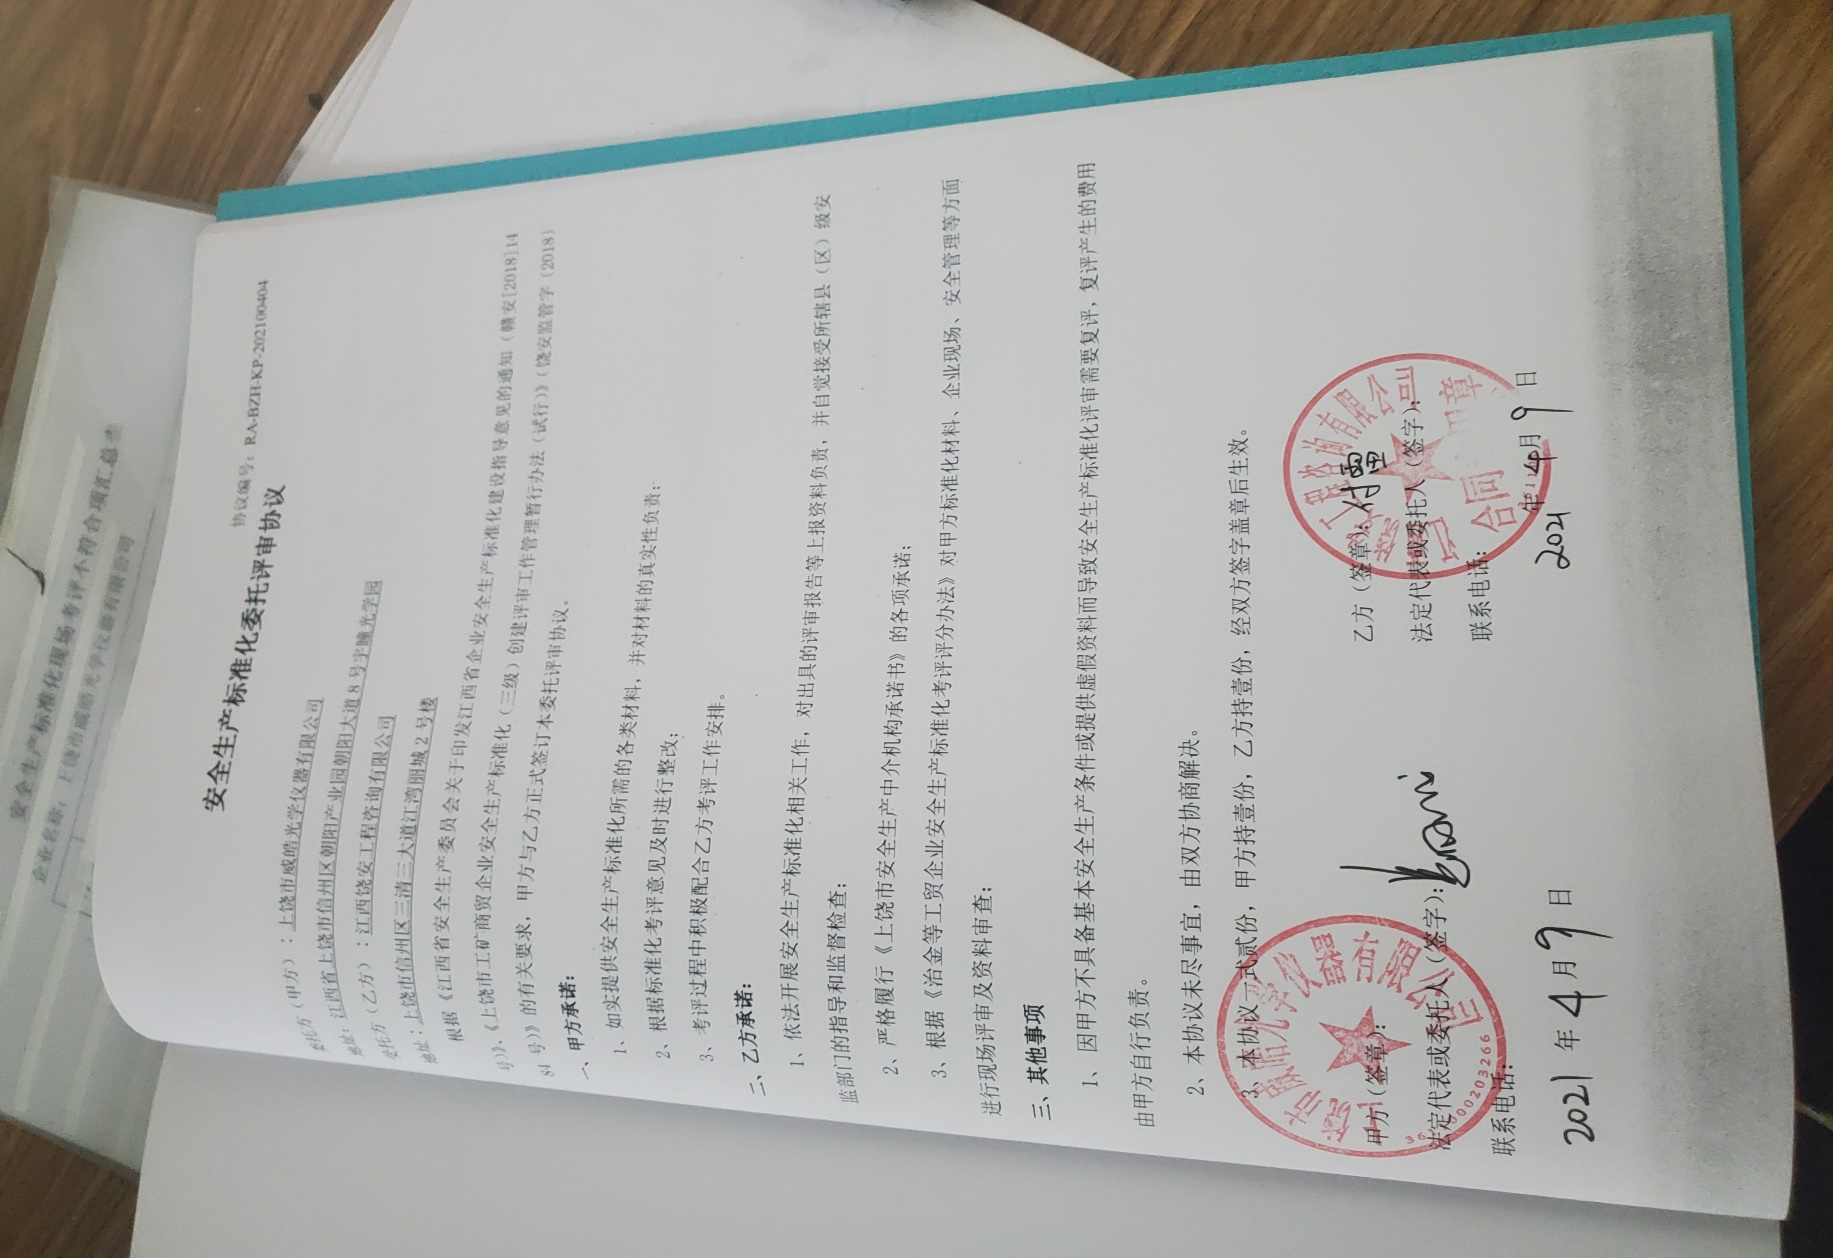 安全生产标准化现场考评不符合项汇总表
企业名称：上饶市威皓光学仪器有限公司
协议编号：RA-BZH-KP-202100404
安全生产标准化委托评审协议
委托方（甲方）：上饶市威皓光学仪器有限公司
地址：江西省上饶市信州区朝阳产业园朝阳大道8号宇瞳光学园
受托方（乙方）：江西饶安工程咨询有限公司
地址：上饶市信州区三清三大道江湾丽城2号楼
根据《江西省安全生产委员会关于印发江西省企业安全生产标准化建设指导意见的通知（赣安[2018]14
号)》、《上饶市工矿商贸企业安全生产标准化（三级）创建评审工作管理暂行办法（试行）》（饶安监管字〔2018〕
84号)》的有关要求，甲方与乙方正式签订本委托评审协议。
一、甲方承诺：
1、如实提供安全生产标准化所需的各类材料，并对材料的真实性负责；
2、根据标准化考评意见及时进行整改；
3、考评过程中积极配合乙方考评工作安排。
二、乙方承诺：
1、依法开展安全生产标准化相关工作，对出具的评审报告等上报资料负责，并自觉接受所辖县（区）级安
监部门的指导和监督检查；
2、严格履行《上饶市安全生产中介机构承诺书》的各项承诺；
3、根据《冶金等工贸企业安全生产标准化考评评分办法》对甲方标准化材料、企业现场、安全管理等方面
进行现场评审及资料审查；
三、其他事项
1、因甲方不具备基本安全生产条件或提供虚假资料而导致安全生产标准化评审需要复评，复评产生的费用
由甲方自行负责。
2、本协议未尽事宜，由双方协商解决。
3、本协议一式贰份，甲方持壹份，乙方持壹份，经双方签字盖章后生效。
甲方（签章）： 乙方（签章）：
法定代表或委托人（签字）： 法定代表或委托人（签字）：
联系电话： 联系电话：
2021年4月9日 2021年4月9日
工程咨询有限公司
合同专用章
光学仪器有限公司